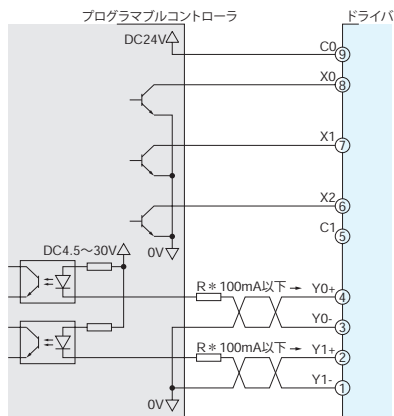 プログラマブルコントローラ
ドライバ
DC24V
C0
⑨
X0
⑧
X1
⑦
X2
⑥
C1
⑤
0V
DC4.5～30V
R＊100mA以下→
Y0+
④
Y0-
③
R＊100mA以下→
Y1+
②
Y1-
①
0V